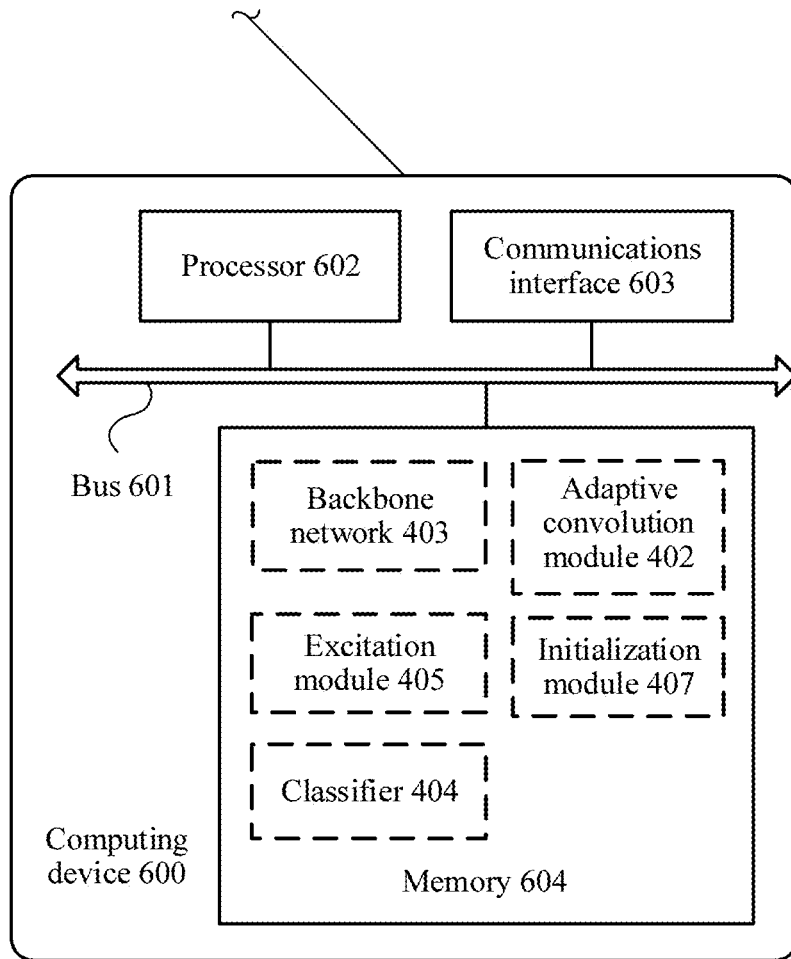 Processor 602
Communications
interface 603
Bus 601
Backbone
network 403
Adaptive
convolution
module 402
Excitation
module 405
Initialization
module 407
Classifier 404
Computing
device 600
Memory 604